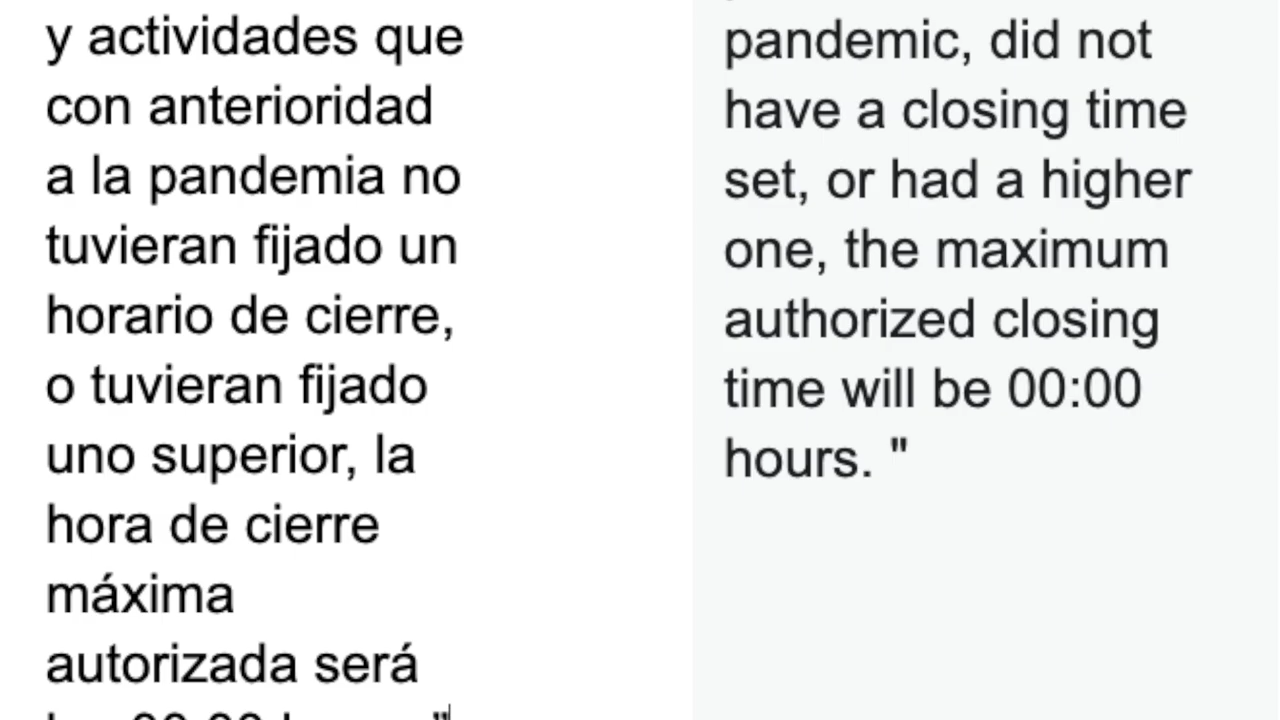 y actividades que
con anterioridad
a la pandemia no
tuvieran fijado un
horario de cierre,
o tuvieran fijado
uno superior, la
hora de cierre
máxima
autorizada será
pandemic, did not
have a closing time
set, or had a higher
one, the maximum
authorized closing
time will be 00:00
hours. "